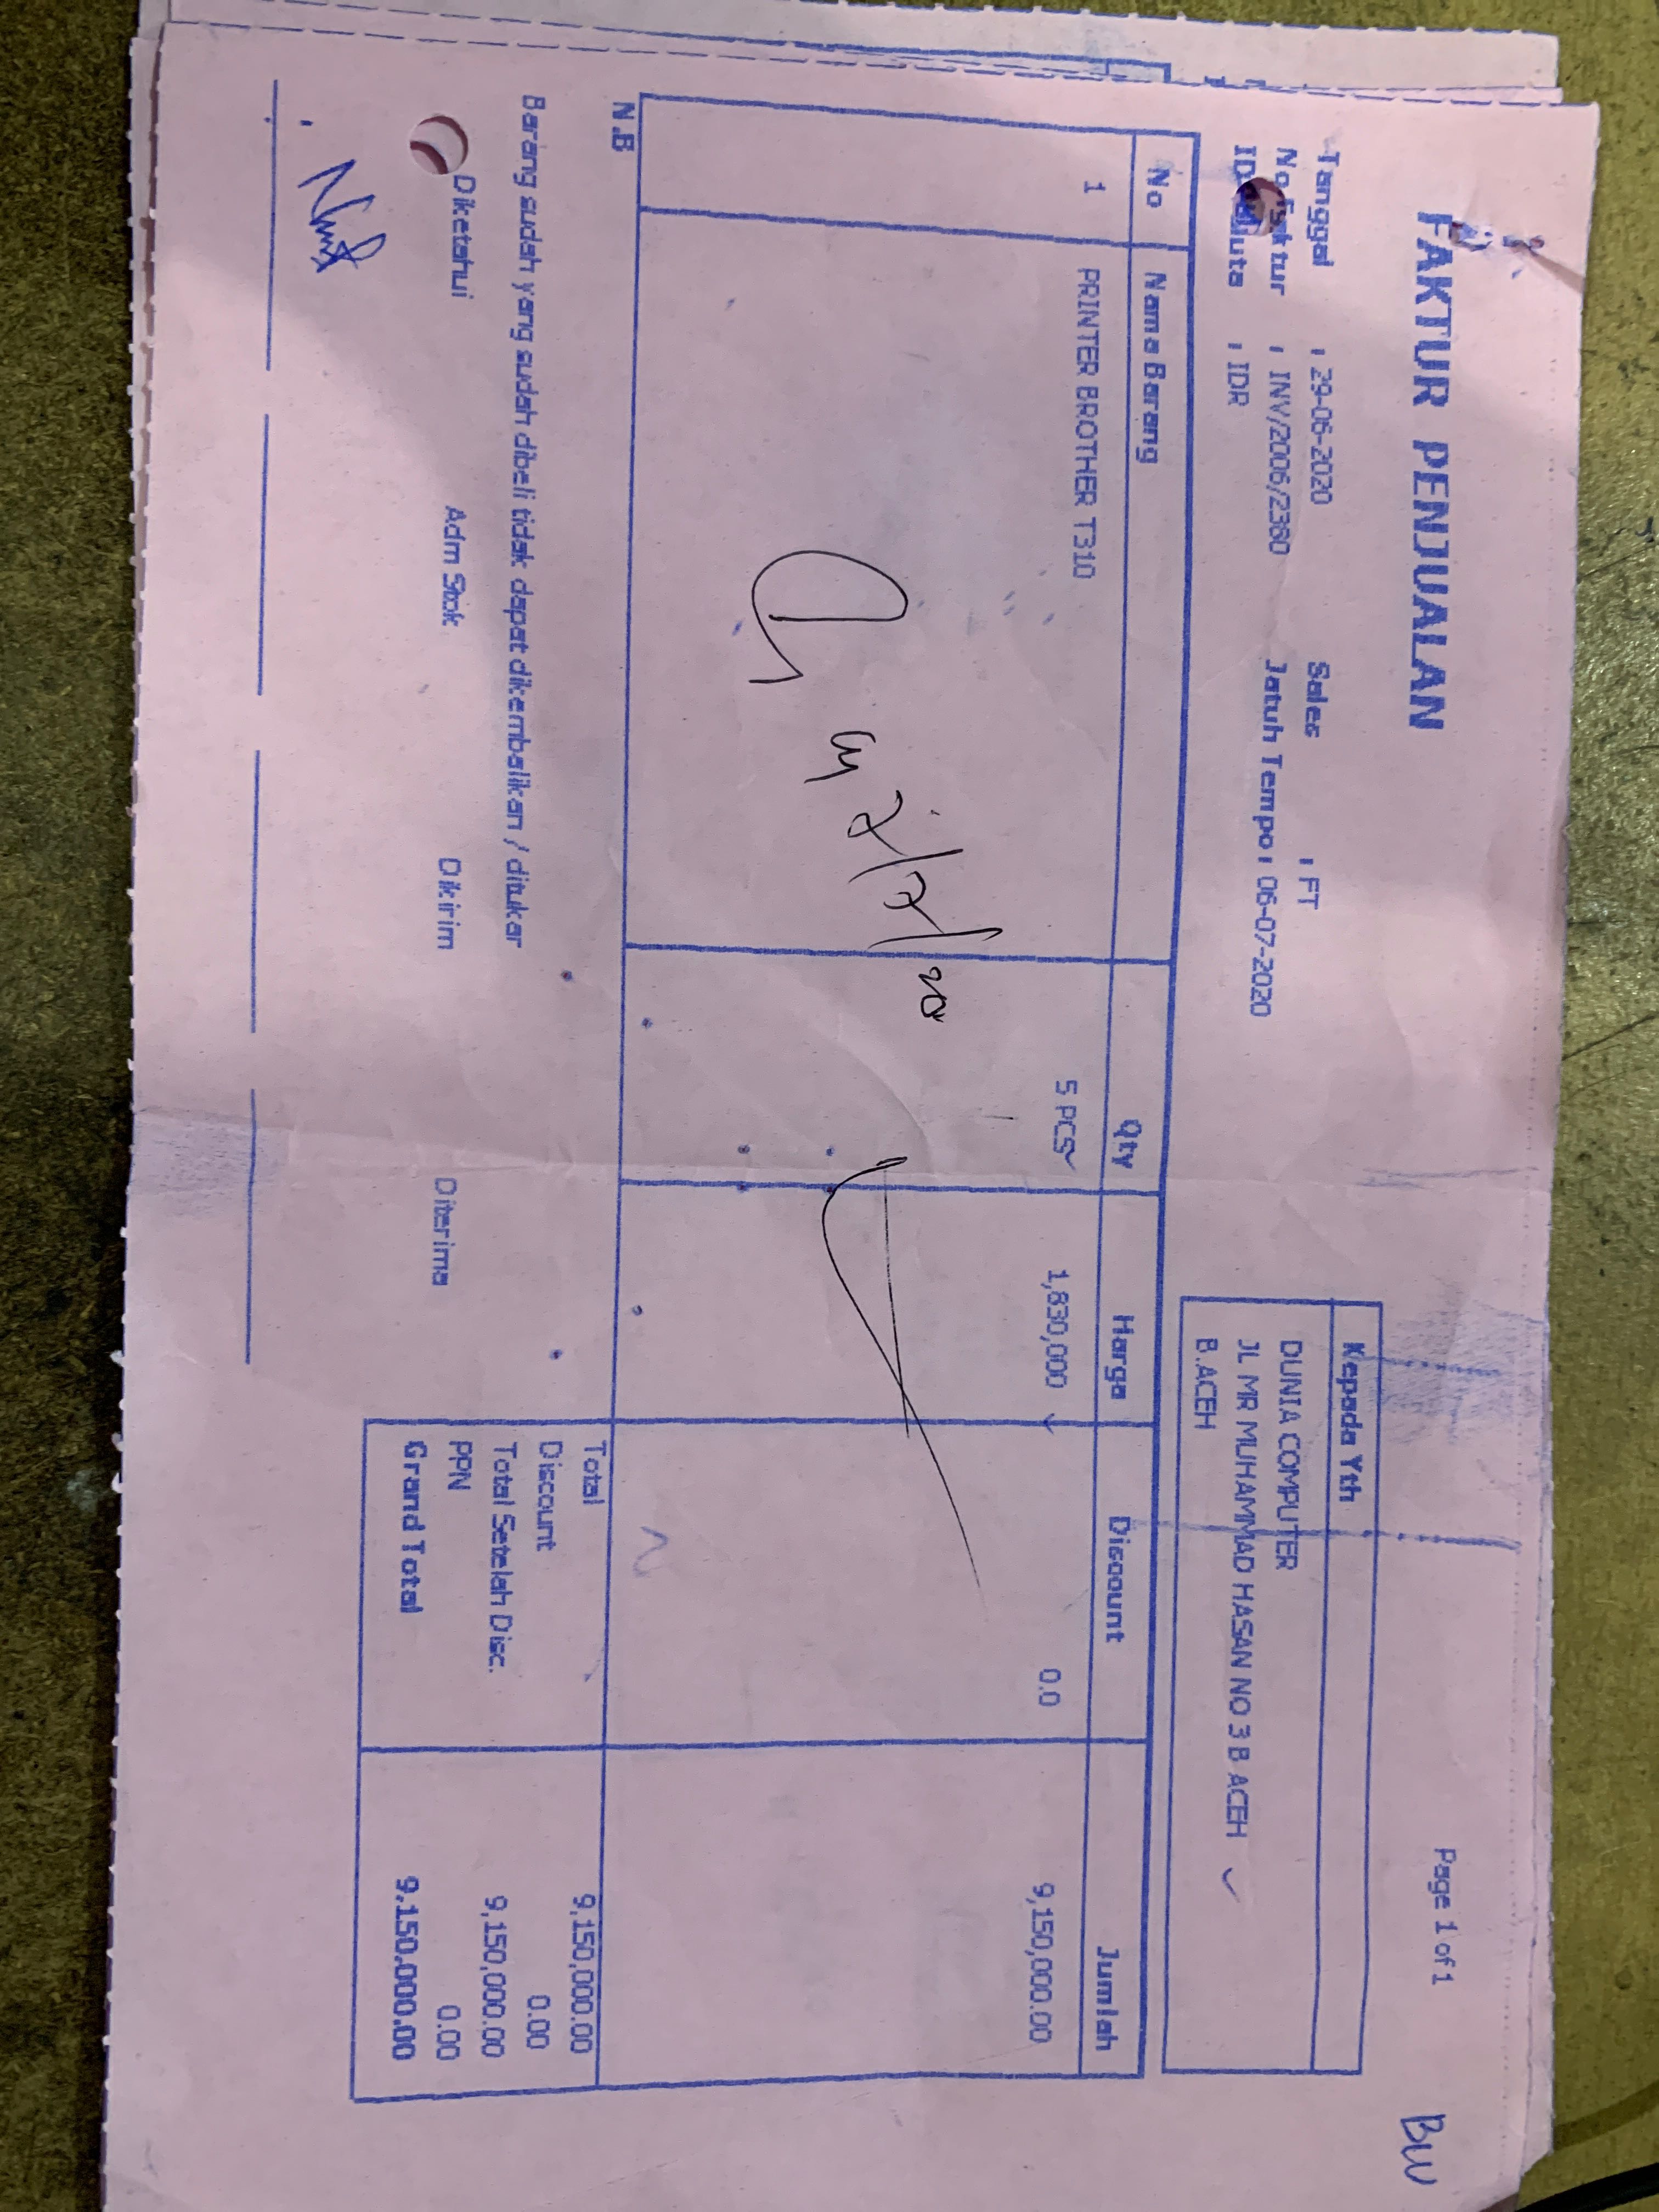 FAKTUR PENJUALAN
Page 1 of 1
BW
Tanggal : 29-06-2020 Sales : FT
No Faktur : INV/2006/2380 Jatuh Tempo : 06-07-2020
: IDR
Kepada Yth
DUNIA COMPUTER
JL MR MUHAMMAD HASAN NO 3 B ACEH
B.ACEH
No Nama Barang Qty Harga Discount Jumlah
1 PRINTER BROTHER T310 5 PCS 1,830,000 0.0 9,150,000.00
N.B
Total 9,150,000.00
Discount 0.00
Total Setelah Disc. 9,150,000.00
PPN 0.00
Grand Total 9,150,000.00
Barang sudah yang sudah dibeli tidak dapat dikembalikan / ditukar
Diketahui Adm Stok Dikirim Diterima